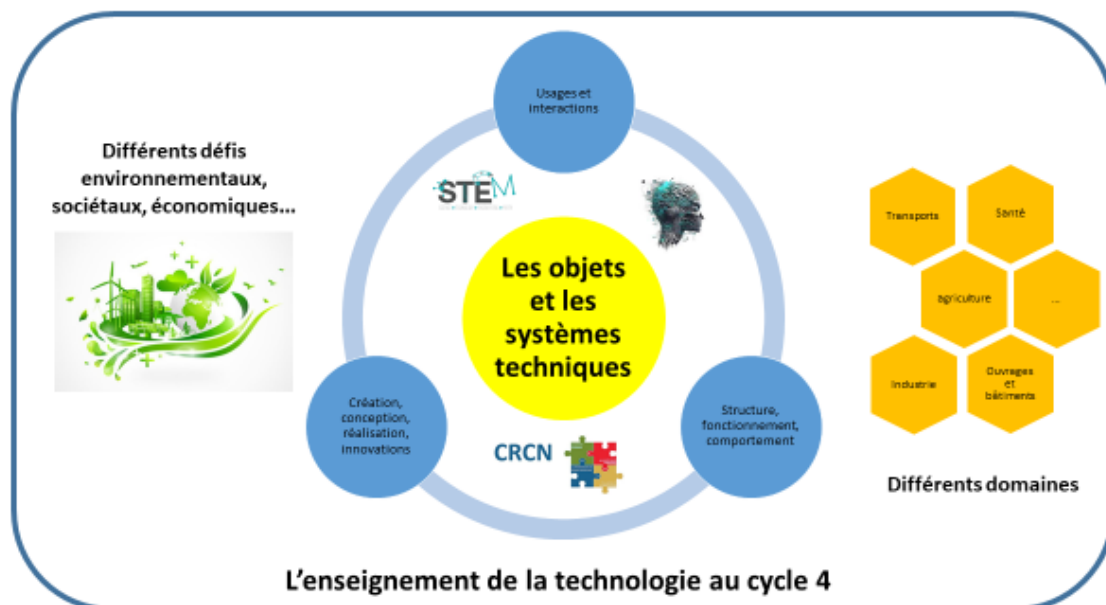 Usages et
interactions
Différents défis
environnementaux,
sociétaux, économiques...
STEM
Transports
Santé
agriculture
...
Industrie
Ouvrages
et
bâtiments
Les objets
et les
systèmes
techniques
Création,
conception,
réalisation,
innovations
Structure,
fonctionnement,
comportement
CRCN
Différents domaines
L'enseignement de la technologie au cycle 4